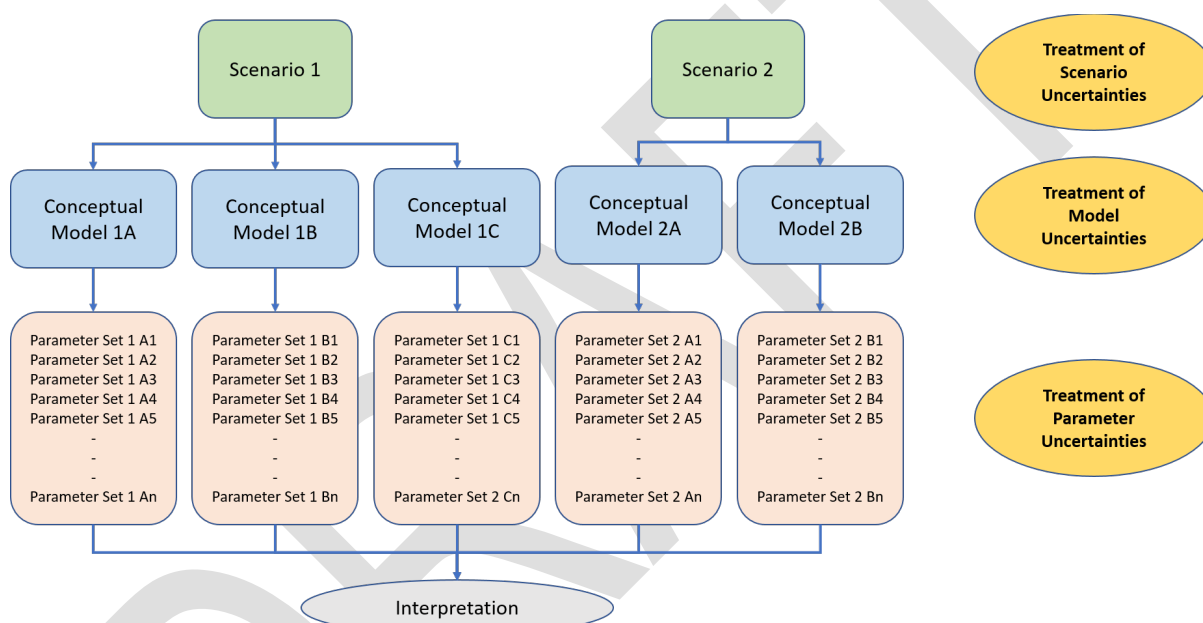 Scenario 1
Scenario 2
Treatment of
Scenario
Uncertainties
Conceptual
Model 1A
Conceptual
Model 1B
Conceptual
Model 1C
Conceptual
Model 2A
Conceptual
Model 2B
Treatment of
Model
Uncertainties
Parameter Set 1 A1
Parameter Set 1 A2
Parameter Set 1 A3
Parameter Set 1 A4
Parameter Set 1 A5
-
-
-
Parameter Set 1 An
Parameter Set 1 B1
Parameter Set 1 B2
Parameter Set 1 B3
Parameter Set 1 B4
Parameter Set 1 B5
-
-
-
Parameter Set 1 Bn
Parameter Set 1 C1
Parameter Set 1 C2
Parameter Set 1 C3
Parameter Set 1 C4
Parameter Set 1 C5
-
-
-
Parameter Set 2 Cn
Parameter Set 2 A1
Parameter Set 2 A2
Parameter Set 2 A3
Parameter Set 2 A4
Parameter Set 2 A5
-
-
-
Parameter Set 2 An
Parameter Set 2 B1
Parameter Set 2 B2
Parameter Set 2 B3
Parameter Set 2 B4
Parameter Set 2 B5
-
-
-
Parameter Set 2 Bn
Treatment of
Parameter
Uncertainties
Interpretation
DRAFT